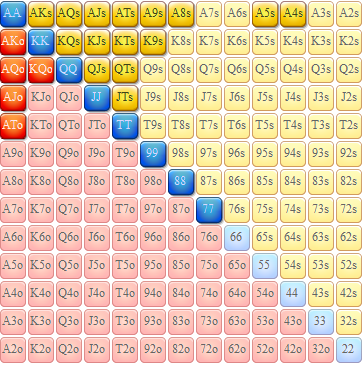 AA AKs AQs AJs ATs A9s A8s A7s A6s A5s A4s A3s A2s
AKo KK KQs KJs KTs K9s K8s K7s K6s K5s K4s K3s K2s
AQo KQo QQ QJs QTs Q9s Q8s Q7s Q6s Q5s Q4s Q3s Q2s
AJo KJo QJo JJ JTs J9s J8s J7s J6s J5s J4s J3s J2s
ATo KTo QTo JTo TT T9s T8s T7s T6s T5s T4s T3s T2s
A9o K9o Q9o J9o T9o 99 98s 97s 96s 95s 94s 93s 92s
A8o K8o Q8o J8o T8o 98o 88 87s 86s 85s 84s 83s 82s
A7o K7o Q7o J7o T7o 97o 87o 77 76s 75s 74s 73s 72s
A6o K6o Q6o J6o T6o 96o 86o 76o 66 65s 64s 63s 62s
A5o K5o Q5o J5o T5o 95o 85o 75o 65o 55 54s 53s 52s
A4o K4o Q4o J4o T4o 94o 84o 74o 64o 54o 44 43s 42s
A3o K3o Q3o J3o T3o 93o 83o 73o 63o 53o 43o 33 32s
A2o K2o Q2o J2o T2o 92o 82o 72o 62o 52o 42o 32o 22